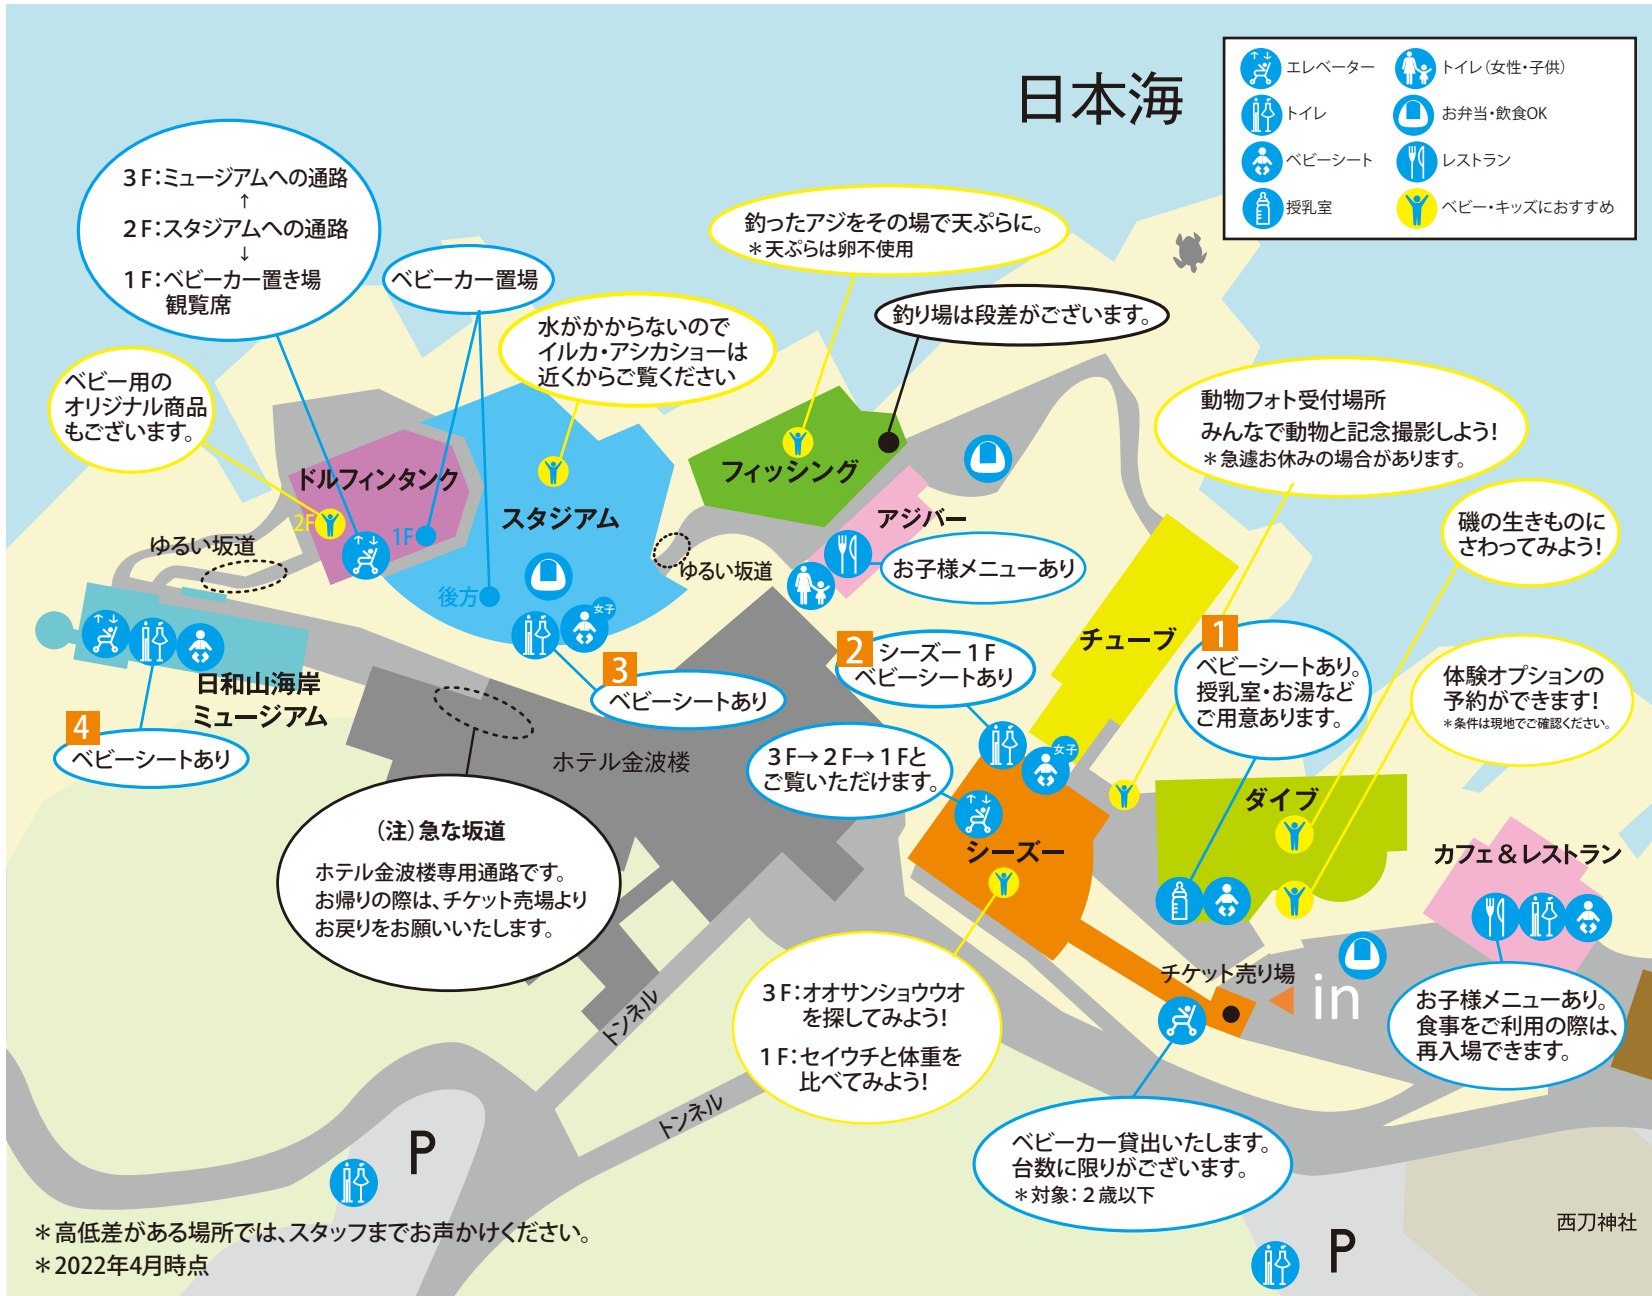 日本海
エレベーター
トイレ(女性・子供)
トイレ
お弁当・飲食OK
ベビーシート
レストラン
授乳室
ベビー・キッズにおすすめ
3F:ミュージアムへの通路
↑
2F:スタジアムへの通路
↓
1F:ベビーカー置き場
観覧席
ベビーカー置場
釣ったアジをその場で天ぷらに。
＊天ぷらは卵不使用
釣り場は段差がございます。
水がかからないので
イルカ・アシカショーは
近くからご覧ください
ベビー用の
オリジナル商品
もございます。
動物フォト受付場所
みんなで動物と記念撮影しよう!
＊急遽お休みの場合があります。
磯の生きものに
さわってみよう!
ドルフィンタンク
2F
1F
スタジアム
後方
女子
フィッシング
アジバー
お子様メニューあり
ゆるい坂道
ゆるい坂道
チューブ
1
ベビーシートあり。
授乳室・お湯など
ご用意あります。
2
シーズー1F
ベビーシートあり
3
ベビーシートあり
体験オプションの
予約ができます!
＊条件は現地でご確認ください。
日和山海岸
ミュージアム
4
ベビーシートあり
ホテル金波楼
3F→2F→1Fと
ご覧いただけます。
女子
シーズー
ダイブ
カフェ&レストラン
(注)急な坂道
ホテル金波楼専用通路です。
お帰りの際は、チケット売場より
お戻りをお願いいたします。
3F:オオサンショウウオ
を探してみよう!
1F:セイウチと体重を
比べてみよう!
チケット売り場
in
お子様メニューあり。
食事をご利用の際は、
再入場できます。
トンネル
トンネル
ベビーカー貸出いたします。
台数に限りがございます。
＊対象:2歳以下
P
P
西刀神社
＊高低差がある場所では、スタッフまでお声かけください。
＊2022年4月時点